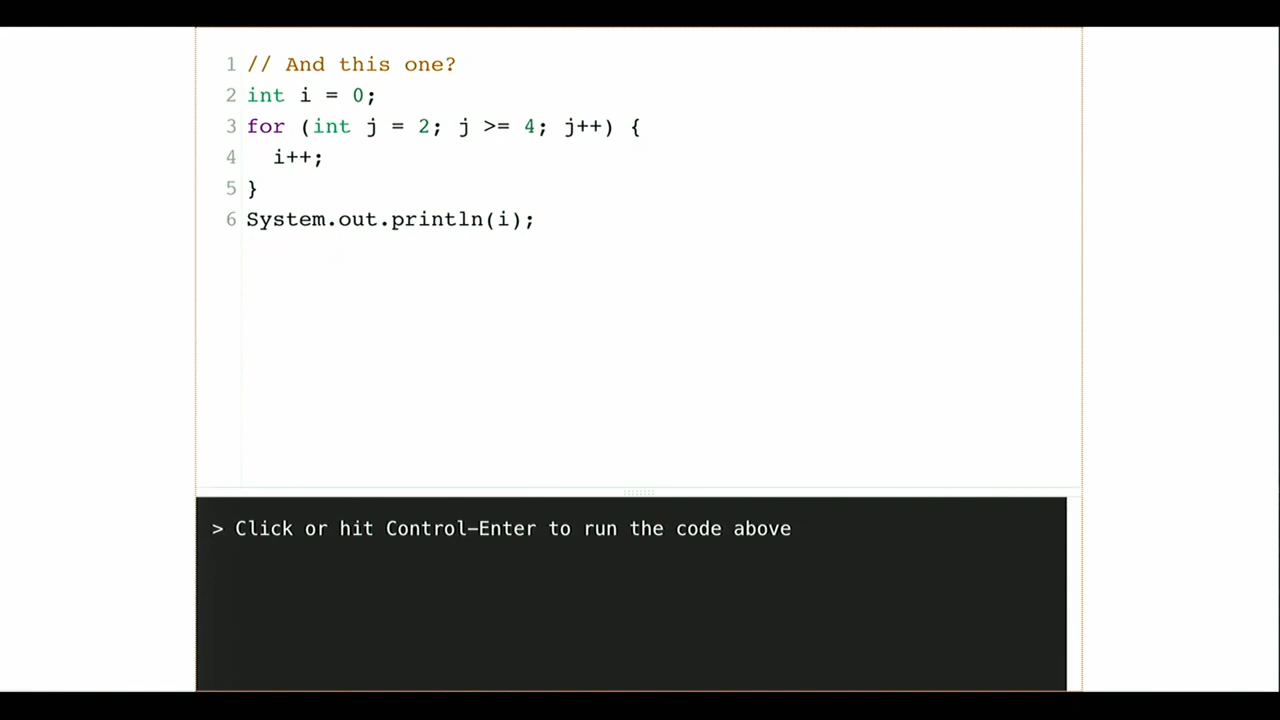 1 // And this one?
2 int i = 0;
3 for (int j = 2; j >= 4; j++) {
4   i++;
5 }
6 System.out.println(i);
> Click or hit Control-Enter to run the code above